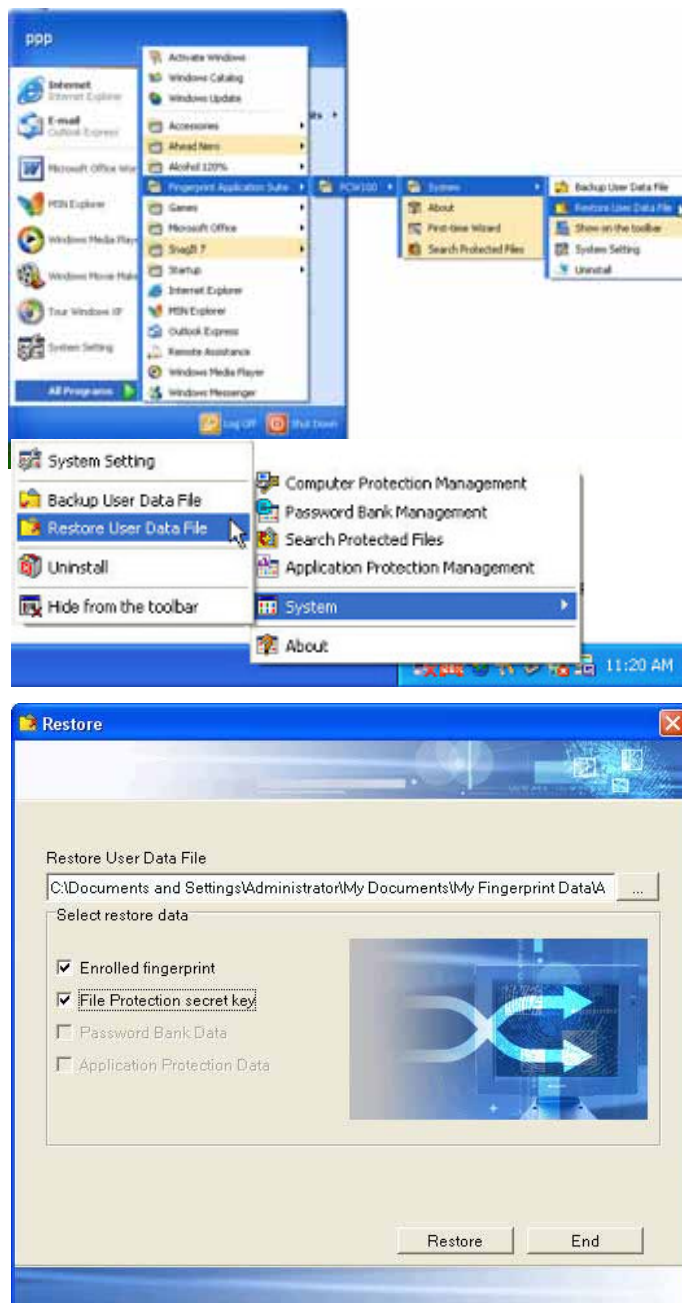 ppp
Internet
Internet Explorer
E-mail
Outlook Express
Microsoft Office Wor
MSN Explorer
Windows Media Play
Windows Movie Make
Tour Windows XP
System Setting
All Programs
Activate Windows
Windows Catalog
Windows Update
Accessories
Ahead Nero
Alcohol 120%
Fingerprint Application Suite
Games
Microsoft Office
SnagIt 7
Startup
Internet Explorer
MSN Explorer
Outlook Express
Remote Assistance
Windows Media Player
Windows Messenger
Log Off
Shut Down
System
About
First-time Wizard
Search Protected Files
Backup User Data File
Restore User Data File
Show on the toolbar
System Setting
Uninstall
System Setting
Backup User Data File
Restore User Data File
Uninstall
Hide from the toolbar
Computer Protection Management
Password Bank Management
Search Protected Files
Application Protection Management
System
About
11:20 AM
Restore
Restore User Data File
C:\Documents and Settings\Administrator\My Documents\My Fingerprint Data\A
...
Select restore data
Enrolled fingerprint
File Protection secret key
Password Bank Data
Application Protection Data
Restore
End